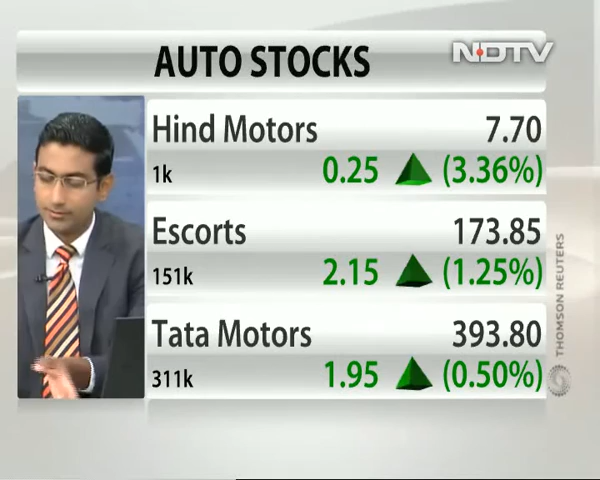 AUTO STOCKS
NDTV
Hind Motors 7.70
1k 0.25 (3.36%)
Escorts 173.85
151k 2.15 (1.25%)
Tata Motors 393.80
311k 1.95 (0.50%)
THOMSON REUTERS